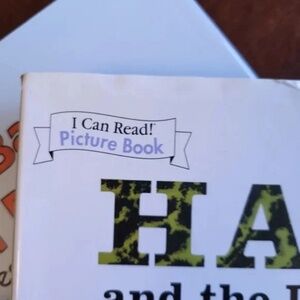 I Can Read!
Picture Book
HA
and the